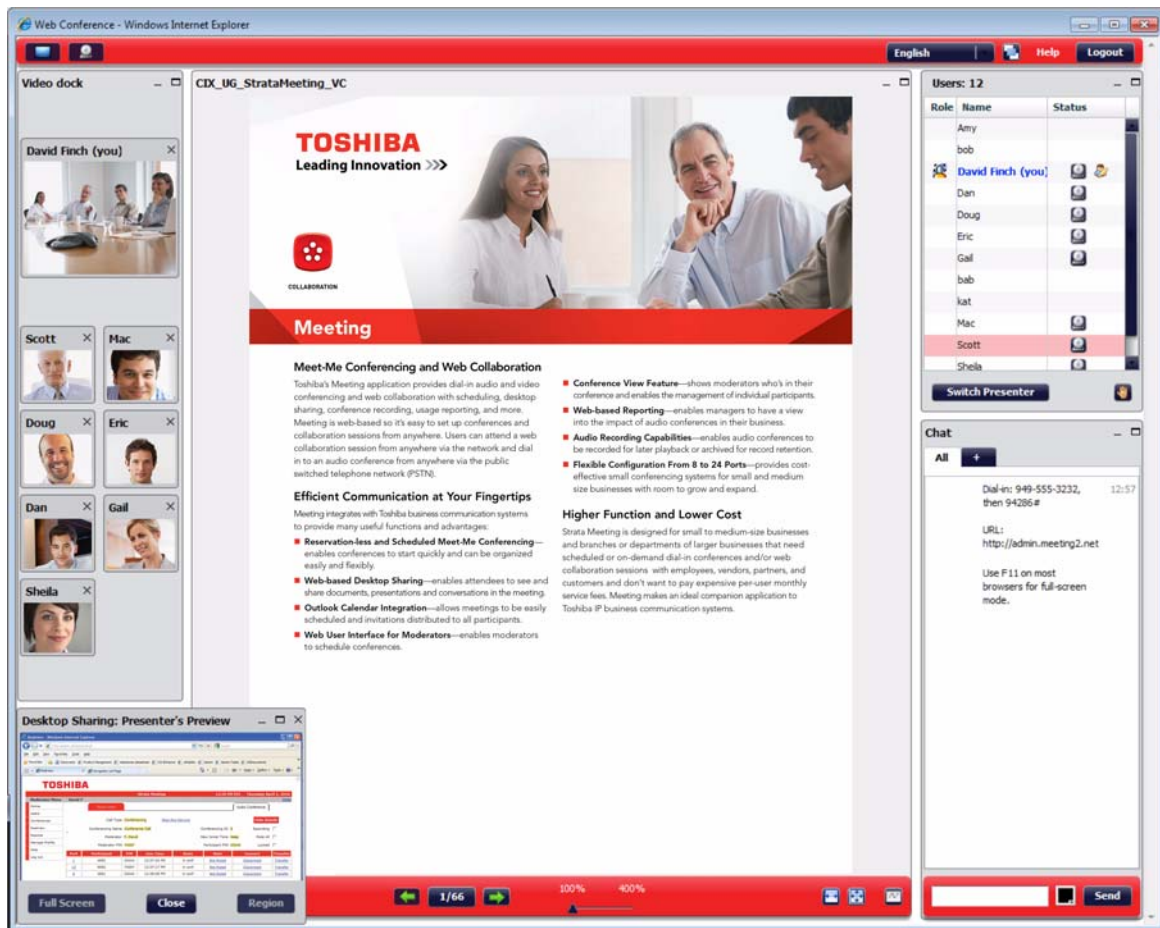 Web Conference - Windows Internet Explorer
English
Help
Logout
Video dock
David Finch (you)
Scott
Mac
Doug
Eric
Dan
Gail
Sheila
CIX_UG_StrataMeeting_VC
TOSHIBA
Leading Innovation >>>
COLLABORATION
Meeting
Meet-Me Conferencing and Web Collaboration
Toshiba's Meeting application provides dial-in audio and video
conferencing and web collaboration with scheduling, desktop
sharing, conference recording, usage reporting, and more.
Meeting is web-based so it's easy to set up conferences and
collaboration sessions from anywhere. Users can attend a web
collaboration session from anywhere via the network and dial
in to an audio conference from anywhere via the public
switched telephone network (PSTN).
Efficient Communication at Your Fingertips
Meeting integrates with Toshiba business communication systems
to provide many useful functions and advantages:
Reservation-less and Scheduled Meet-Me Conferencing—
enables conferences to start quickly and can be organized
easily and flexibly.
Web-based Desktop Sharing—enables attendees to see and
share documents, presentations and conversations in the meeting.
Outlook Calendar Integration—allows meetings to be easily
scheduled and invitations distributed to all participants.
Web User Interface for Moderators—enables moderators
to schedule conferences.
Conference View Feature—shows moderators who's in their
conference and enables the management of individual participants.
Web-based Reporting—enables managers to have a view
into the impact of audio conferences in their business.
Audio Recording Capabilities—enables audio conferences to
be recorded for later playback or archived for record retention.
Flexible Configuration From 8 to 24 Ports—provides cost-
effective small conferencing systems for small and medium
size businesses with room to grow and expand.
Higher Function and Lower Cost
Strata Meeting is designed for small to medium-size businesses
and branches or departments of larger businesses that need
scheduled or on-demand dial-in conferences and/or web
collaboration sessions with employees, vendors, partners, and
customers and don't want to pay expensive per-user monthly
service fees. Meeting makes an ideal companion application to
Toshiba IP business communication systems.
Users: 12
Role Name Status
Amy
bob
David Finch (you)
Dan
Doug
Eric
Gail
bab
kat
Mac
Scott
Sheila
Switch Presenter
Chat
All +
Dial-in: 949-555-3232, 12:57
then 94286#
URL:
http://admin.meeting2.net
Use F11 on most
browsers for full-screen
mode.
Send
Desktop Sharing: Presenter's Preview
TOSHIBA
Full Screen
Close
Region
1/66
100% 400%